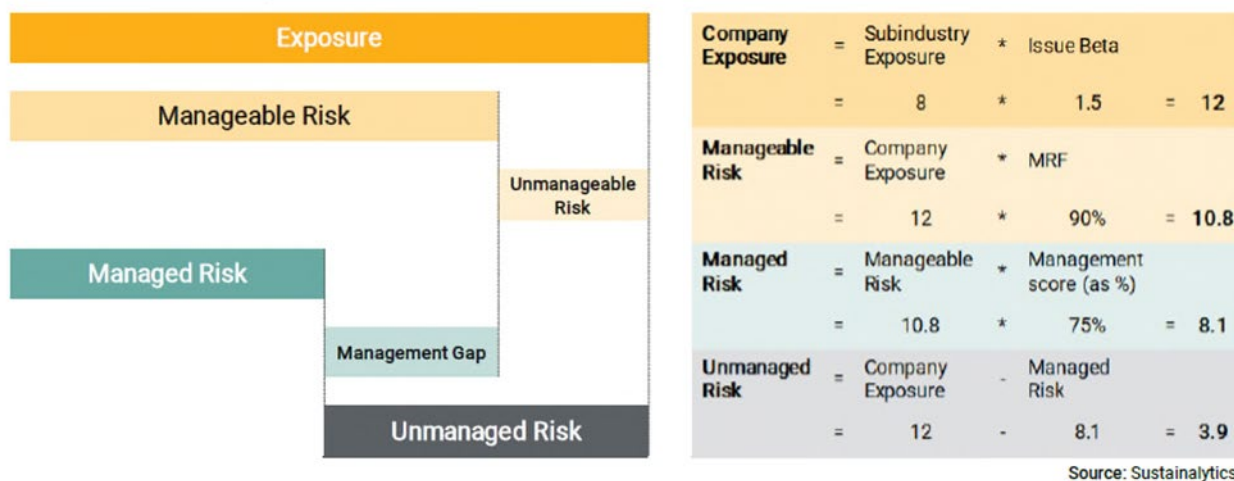 Exposure
Manageable Risk
Unmanageable
Risk
Managed Risk
Management Gap
Unmanaged Risk
Company = Subindustry * Issue Beta
Exposure Exposure
= 8 * 1.5 = 12
Manageable = Company * MRF
Risk Exposure
= 12 * 90% = 10.8
Managed = Manageable * Management
Risk Risk score (as %)
= 10.8 * 75% = 8.1
Unmanaged = Company - Managed
Risk Exposure Risk
= 12 - 8.1 = 3.9
Source: Sustainalytics